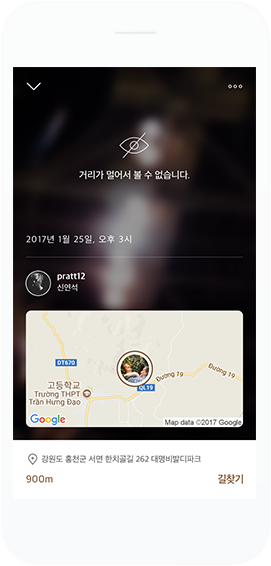 거리가 멀어서 볼 수 없습니다.
2017년 1월 25일, 오후 3시
pratt12
신연석
DT670
Đường 19
고등학교
Trường THPT
Trần Hưng Đạo
QL19
Đường 19
Google
Map data ©2017 Google
강원도 홍천군 서면 한치골길 262 대명비발디파크
900m
길찾기